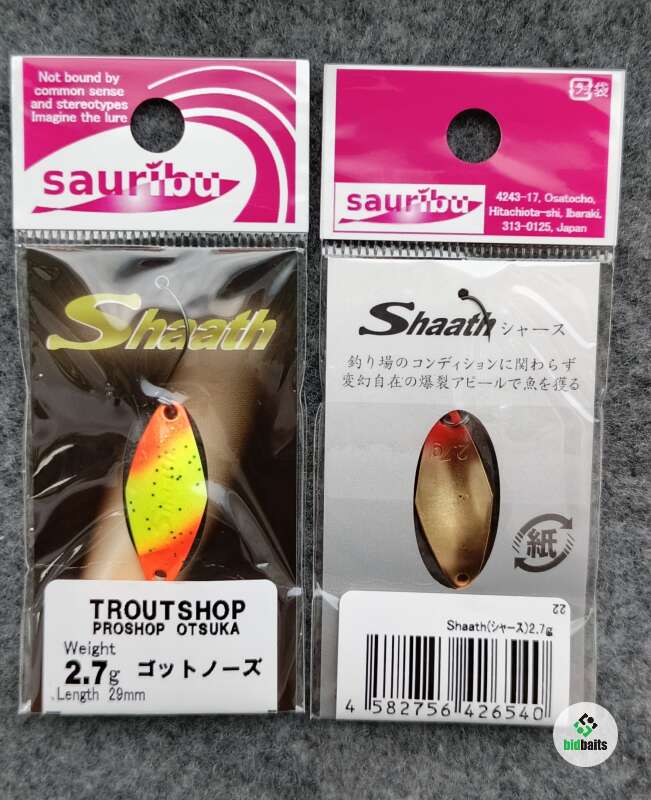 Not bound by
common sense
and stereotypes
Imagine the lure
sauribu
Shaath
TROUTSHOP
PROSHOP OTSUKA
Weight
2.7g ゴットノーズ
Length 29mm
袋
sauribu
4243-17, Osatocho,
Hitachiota-shi, Ibaraki,
313-0125, Japan
Shaath シャース
釣り場のコンディションに関わらず
変幻自在の爆裂アピールで魚を獲る
2.7g
紙
22
Shaath(シャース)2.7g
4 582756 426540
bidbaits